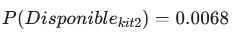 P(Disponible_{kit2}) = 0.0068